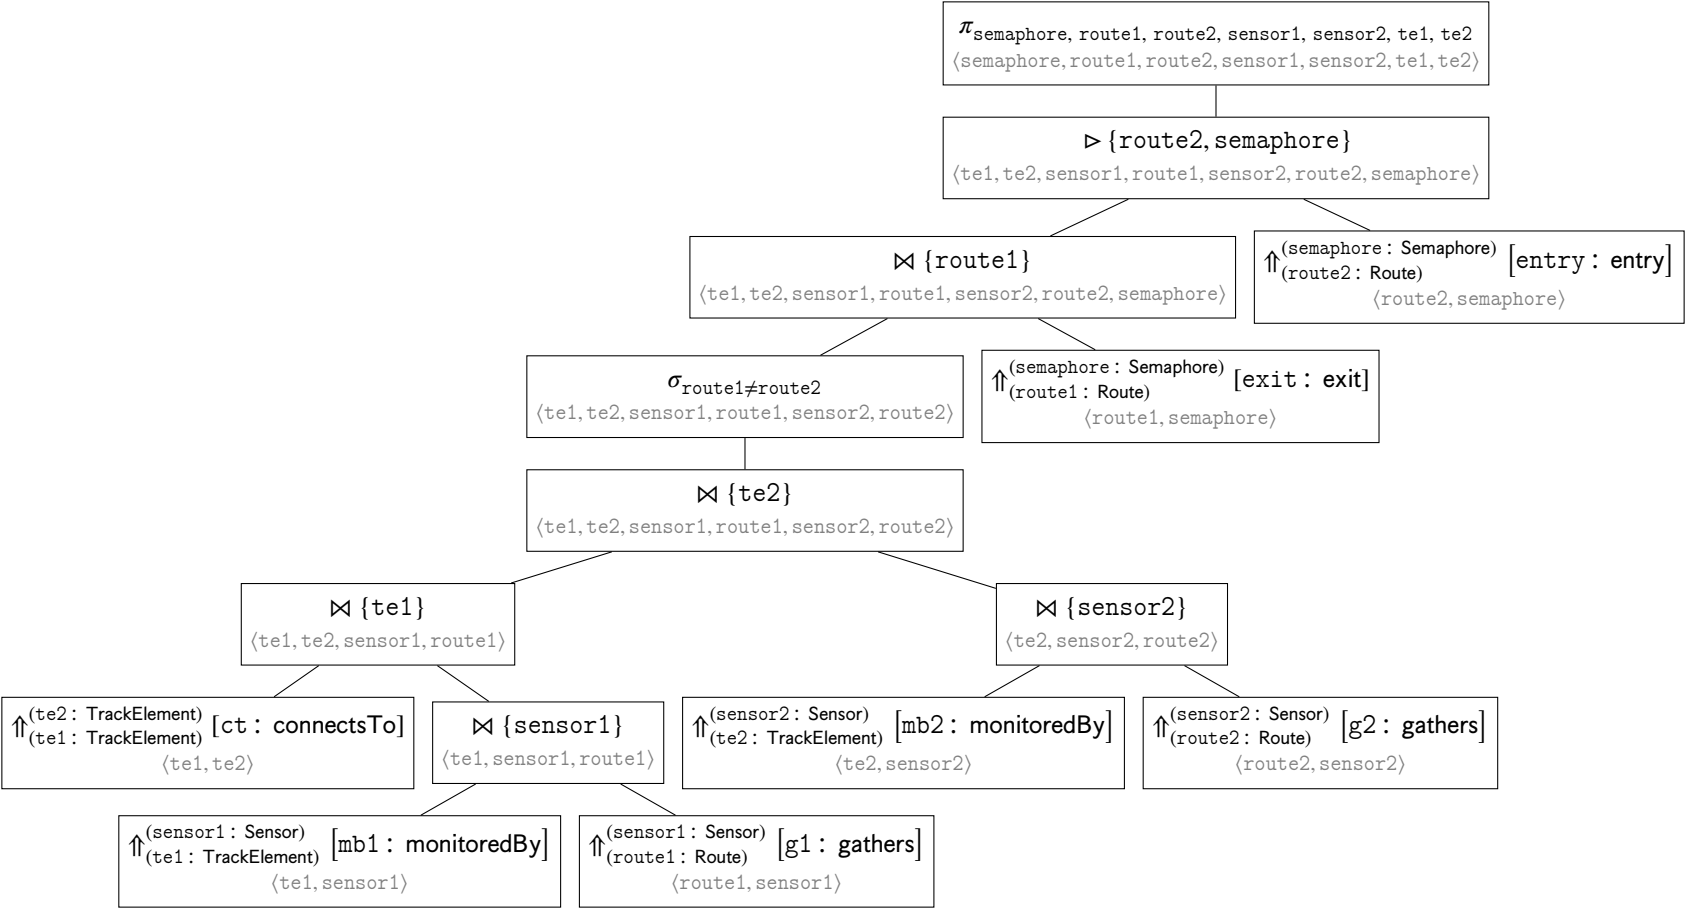 π semaphore, route1, route2, sensor1, sensor2, te1, te2
⟨semaphore, route1, route2, sensor1, sensor2, te1, te2⟩
▷ {route2, semaphore}
⟨te1, te2, sensor1, route1, sensor2, route2, semaphore⟩
⋈ {route1}
⟨te1, te2, sensor1, route1, sensor2, route2, semaphore⟩
⇑ (semaphore: Semaphore) (route2: Route) [entry: entry]
⟨route2, semaphore⟩
σ route1≠route2
⟨te1, te2, sensor1, route1, sensor2, route2⟩
⇑ (semaphore: Semaphore) (route1: Route) [exit: exit]
⟨route1, semaphore⟩
⋈ {te2}
⟨te1, te2, sensor1, route1, sensor2, route2⟩
⋈ {te1}
⟨te1, te2, sensor1, route1⟩
⋈ {sensor2}
⟨te2, sensor2, route2⟩
⇑ (te2: TrackElement) (te1: TrackElement) [ct: connectsTo]
⟨te1, te2⟩
⋈ {sensor1}
⟨te1, sensor1, route1⟩
⇑ (sensor2: Sensor) (te2: TrackElement) [mb2: monitoredBy]
⟨te2, sensor2⟩
⇑ (sensor2: Sensor) (route2: Route) [g2: gathers]
⟨route2, sensor2⟩
⇑ (sensor1: Sensor) (te1: TrackElement) [mb1: monitoredBy]
⟨te1, sensor1⟩
⇑ (sensor1: Sensor) (route1: Route) [g1: gathers]
⟨route1, sensor1⟩